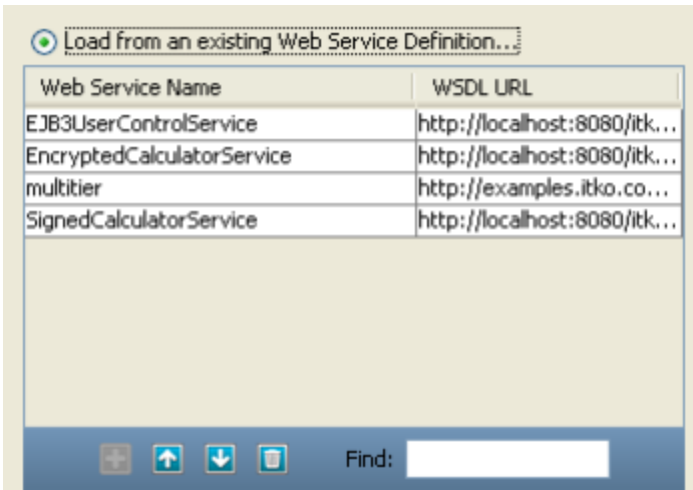 Load from an existing Web Service Definition...
Web Service Name WSDL URL
EJB3UserControlService http://localhost:8080/itk...
EncryptedCalculatorService http://localhost:8080/itk...
multitier http://examples.itko.co...
SignedCalculatorService http://localhost:8080/itk...
Find: